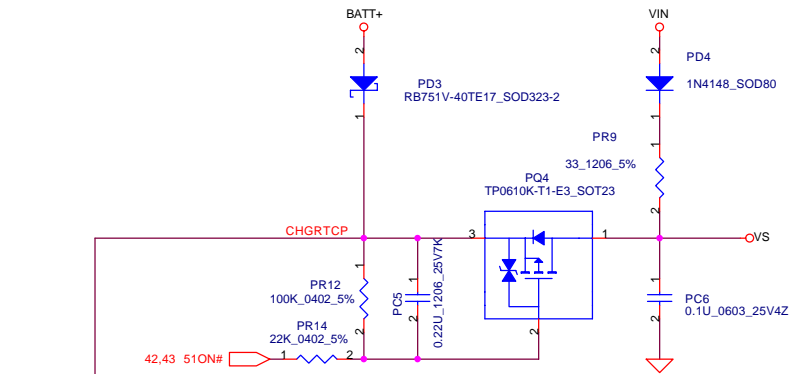 BATT+
VIN
2
2
PD4
PD3
RB751V-40TE17_SOD323-2
1N4148_SOD80
1
1
PR9
1
33_1206_5%
PQ4
TP0610K-T1-E3_SOT23
2
CHGRTCP
3
1
VS
1
PR12
100K_0402_5%
2
1
PC5
2
0.22U_1206_25V7K
1
2
PC6
0.1U_0603_25V4Z
PR14
22K_0402_5%
2
42,43 51ON#
1
2